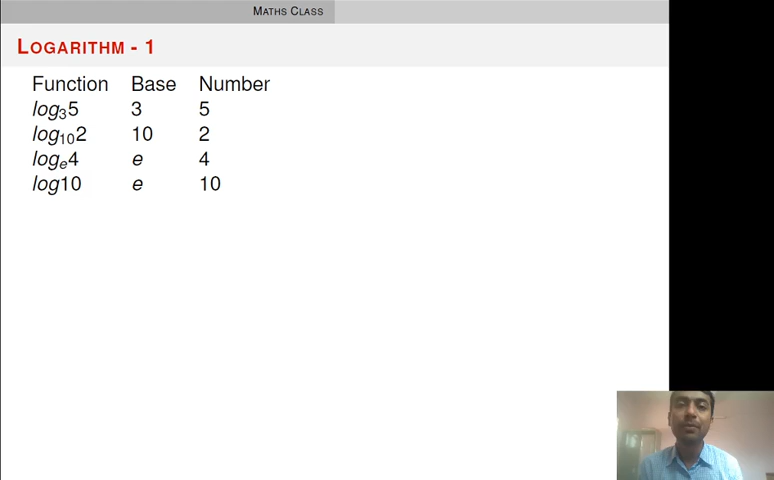 Maths Class
Logarithm - 1
Function Base Number
log₃5 3 5
log₁₀2 10 2
logₑ4 e 4
log10 e 10